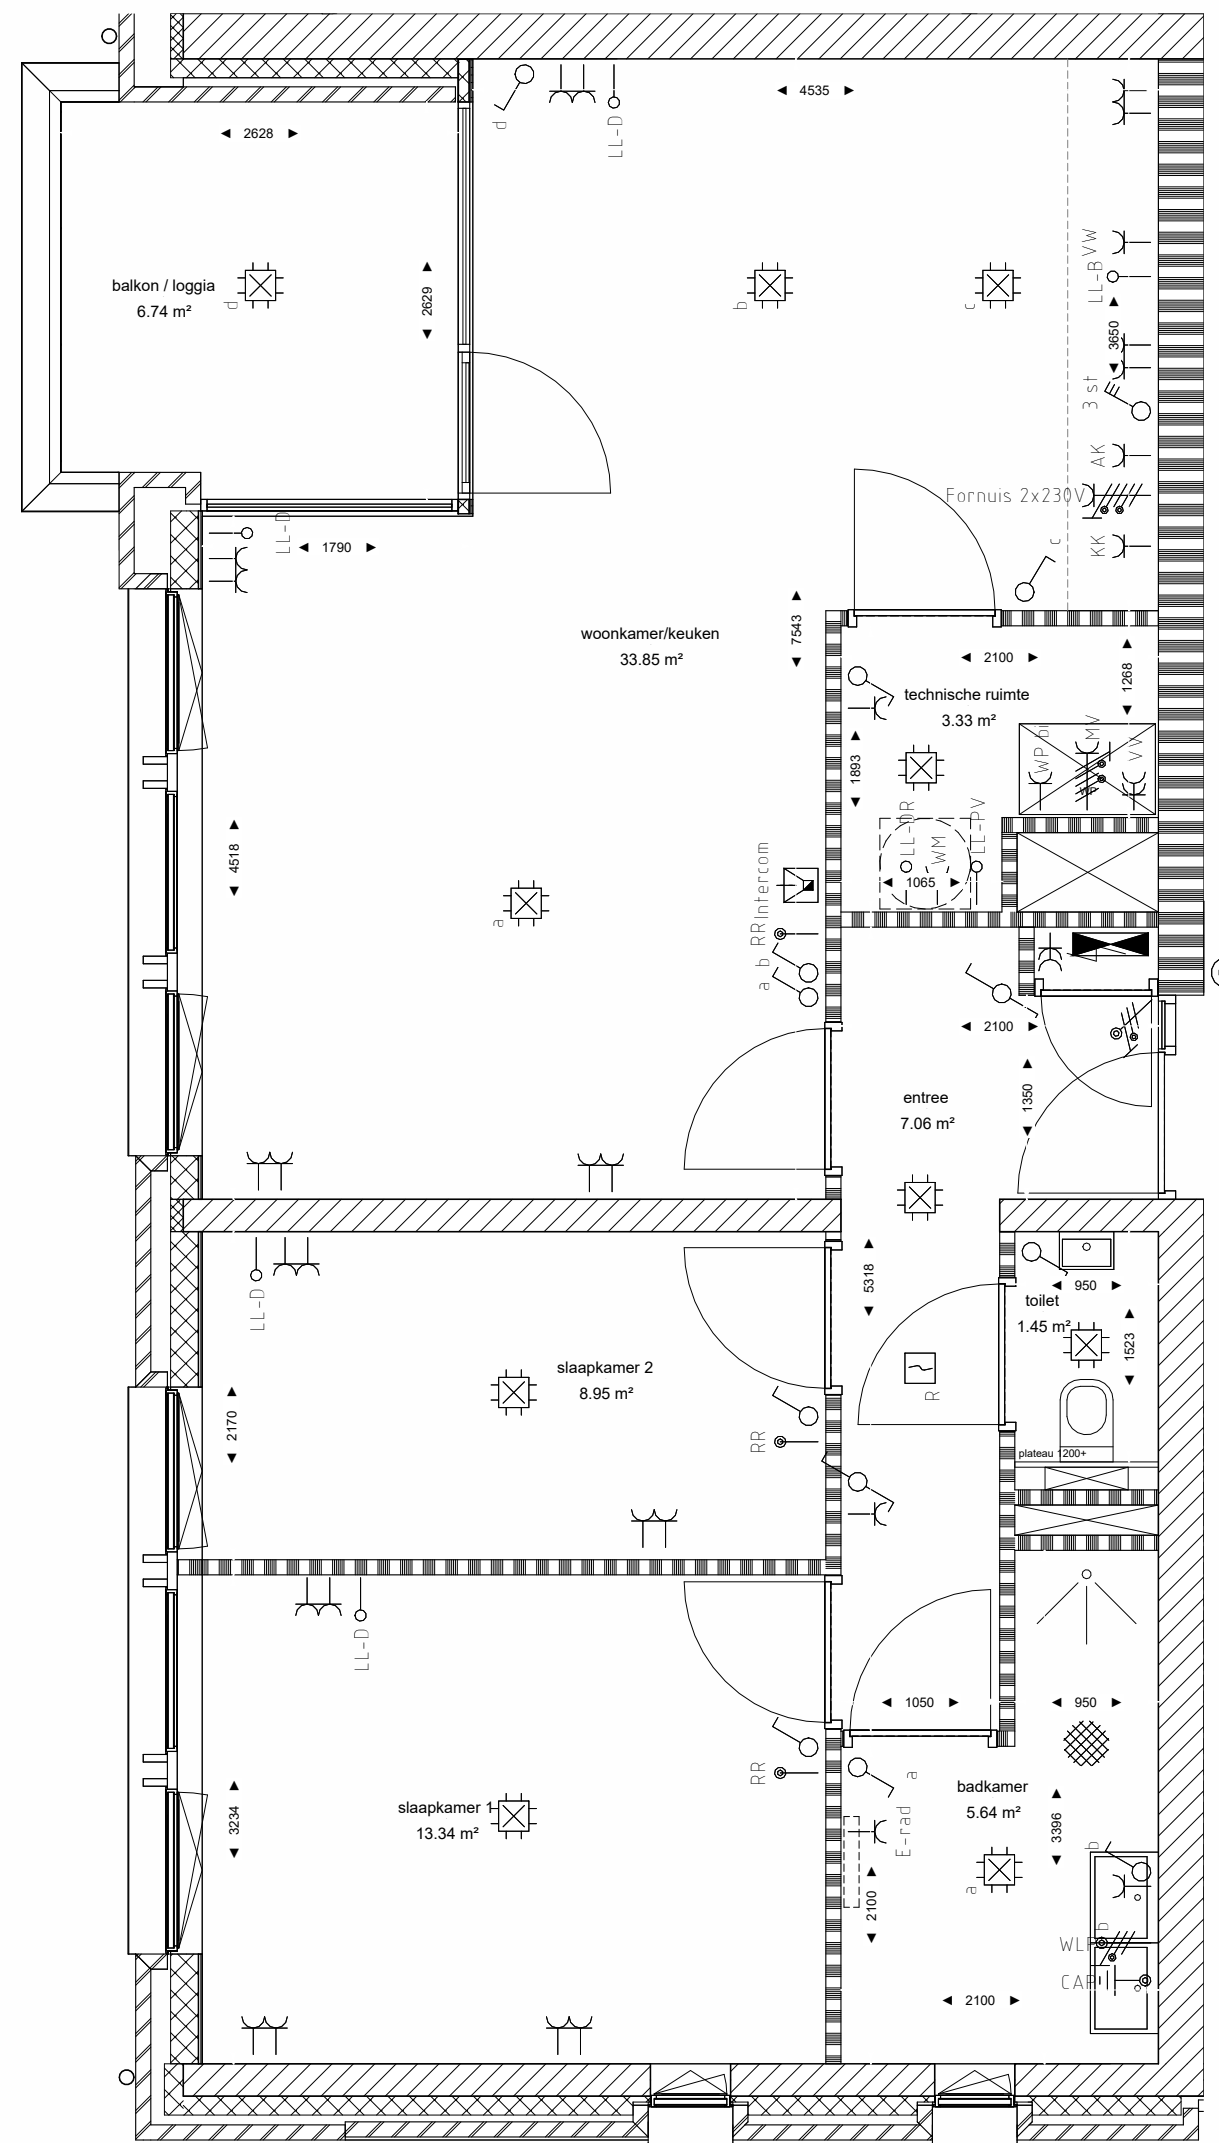 d
LL-D
4535
2628
VW
balkon / loggia
6.74 m²
d
2629
b
c
LL-B
3650
3 st
AK
Fornuis 2x230V
LL-D
1790
c
KK
woonkamer/keuken
33.85 m²
7543
2100
1268
technische ruimte
3.33 m²
WP bi
MV
VV
WP
1893
4518
LL-OR
WM
LL-PV
1065
Intercom
a
RR
a b
2100
entree
7.06 m²
1350
5318
LL-D
950
toilet
1.45 m²
1523
slaapkamer 2
8.95 m²
R
2170
RR
plateau 1200+
LL-D
1050
950
RR
a
badkamer
5.64 m²
slaapkamer 1
13.34 m²
3234
E-rad
3396
b
a
2100
b
WLP
CAP
2100